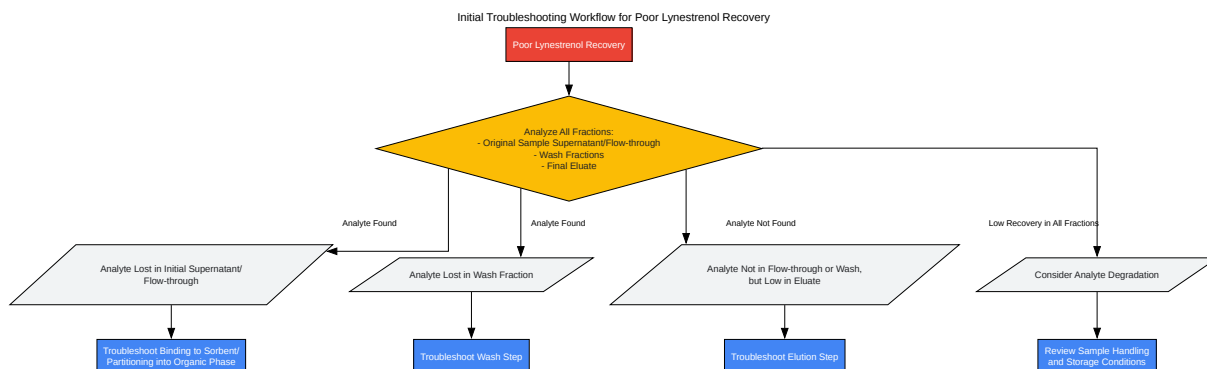 Initial Troubleshooting Workflow for Poor Lynestrenol Recovery
Poor Lynestrenol Recovery
Analyze All Fractions:
- Original Sample Supernatant/Flow-through
- Wash Fractions
- Final Eluate
Analyte Found
Analyte Found
Analyte Not Found
Low Recovery in All Fractions
Analyte Lost in Initial Supernatant/
Flow-through
Analyte Lost in Wash Fraction
Analyte Not in Flow-through or Wash,
but Low in Eluate
Consider Analyte Degradation
Troubleshoot Binding to Sorbent/
Partitioning into Organic Phase
Troubleshoot Wash Step
Troubleshoot Elution Step
Review Sample Handling
and Storage Conditions